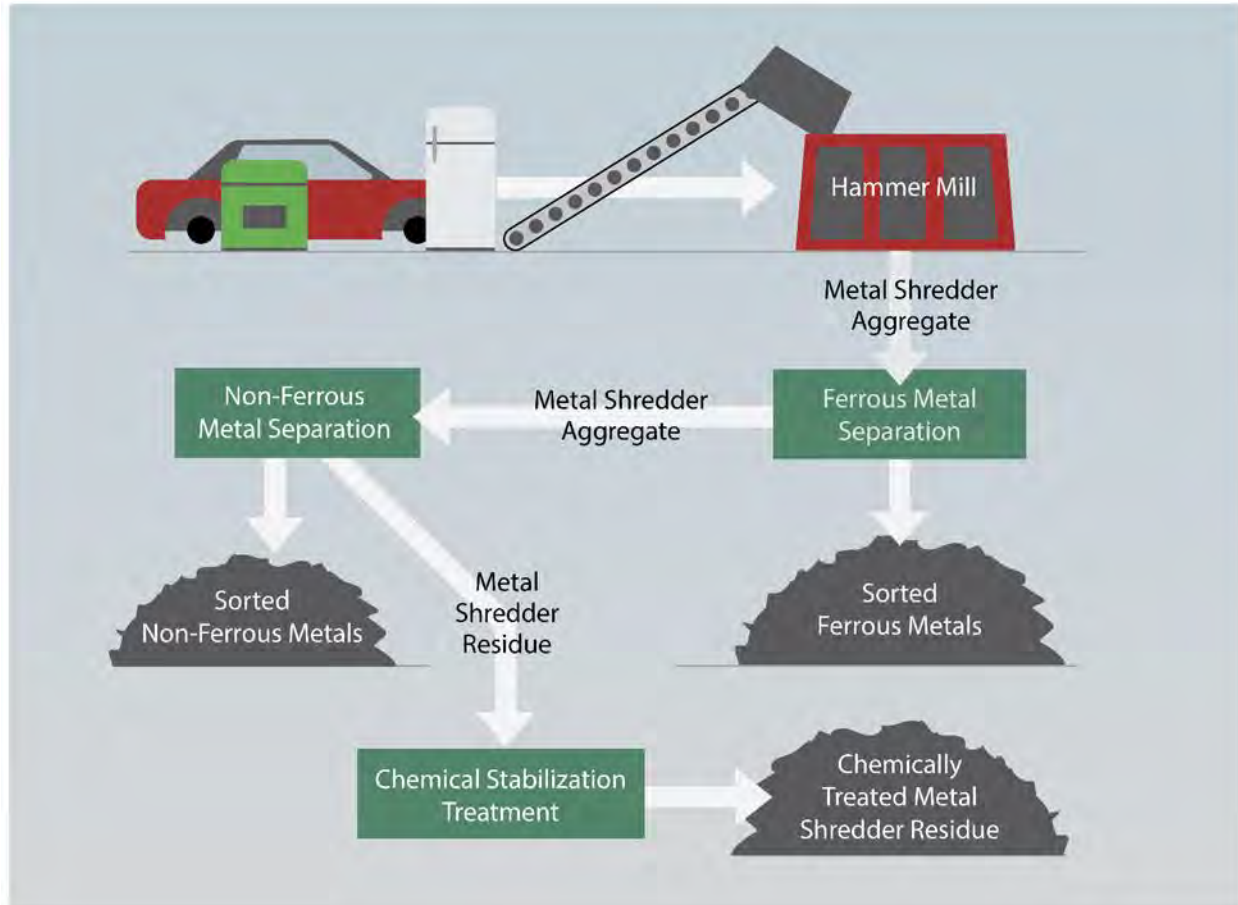 Hammer Mill
Metal Shredder
Aggregate
Ferrous Metal
Separation
Metal Shredder
Aggregate
Non-Ferrous
Metal Separation
Sorted
Ferrous Metals
Sorted
Non-Ferrous Metals
Metal
Shredder
Residue
Chemical Stabilization
Treatment
Chemically
Treated Metal
Shredder Residue